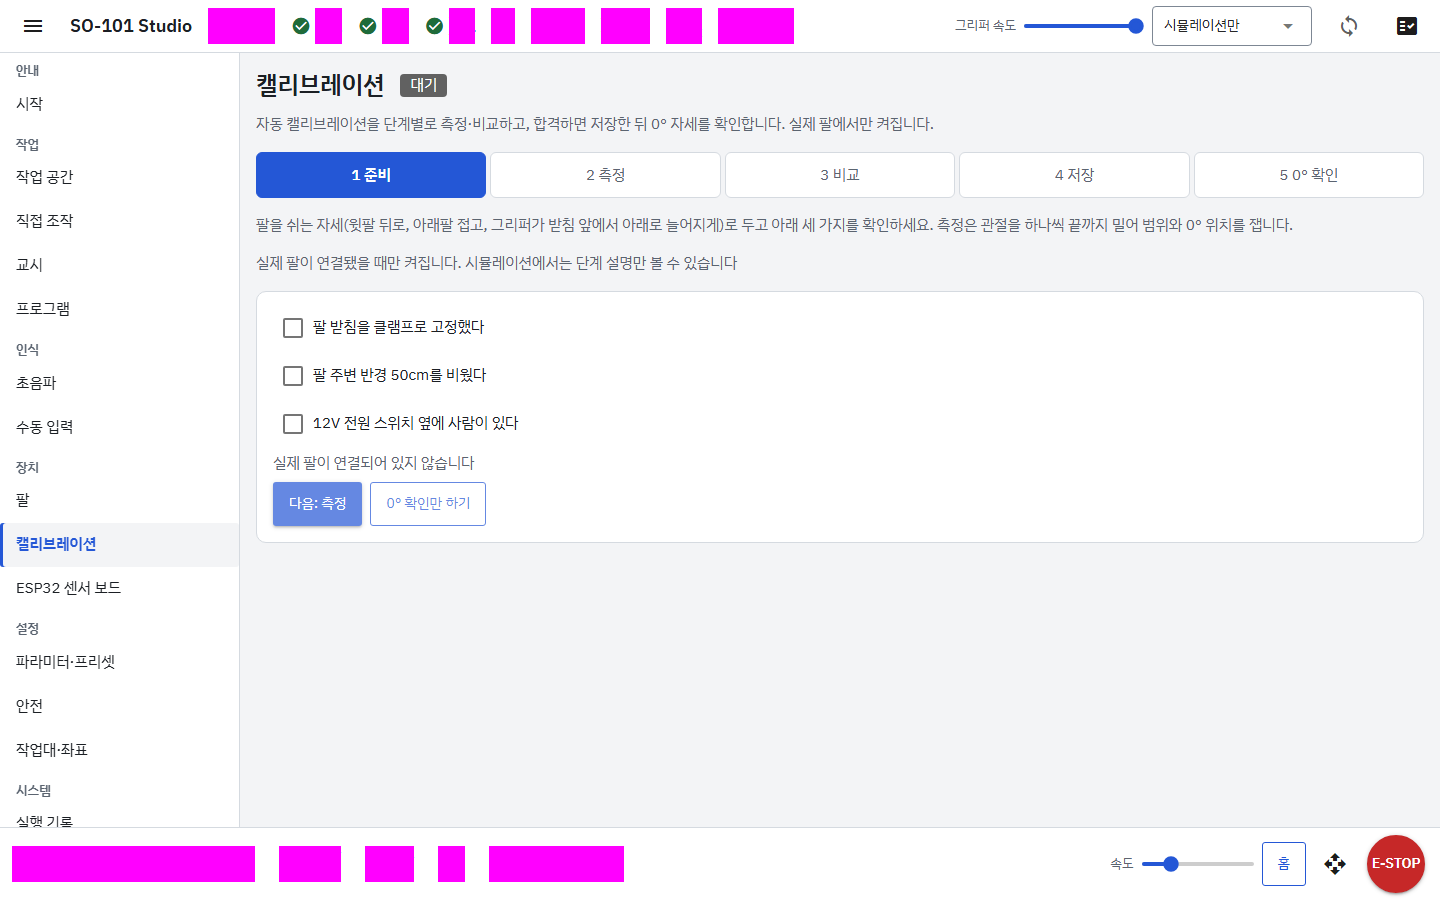 SO-101 Studio
그리퍼 속도
시뮬레이션만
안내
시작
작업
작업 공간
직접 조작
교시
프로그램
인식
초음파
수동 입력
장치
팔
캘리브레이션
ESP32 센서 보드
설정
파라미터·프리셋
안전
작업대·좌표
시스템
실행 기록
캘리브레이션 대기
자동 캘리브레이션을 단계별로 측정·비교하고, 합격하면 저장한 뒤 0° 자세를 확인합니다. 실제 팔에서만 켜집니다.
1 준비
2 측정
3 비교
4 저장
5 0° 확인
팔을 쉬는 자세(윗팔 뒤로, 아래팔 접고, 그리퍼가 받침 앞에서 아래로 늘어지게)로 두고 아래 세 가지를 확인하세요. 측정은 관절을 하나씩 끝까지 밀어 범위와 0° 위치를 잽니다.
실제 팔이 연결됐을 때만 켜집니다. 시뮬레이션에서는 단계 설명만 볼 수 있습니다
팔 받침을 클램프로 고정했다
팔 주변 반경 50cm를 비웠다
12V 전원 스위치 옆에 사람이 있다
실제 팔이 연결되어 있지 않습니다
다음: 측정
0° 확인만 하기
속도
홈
E-STOP